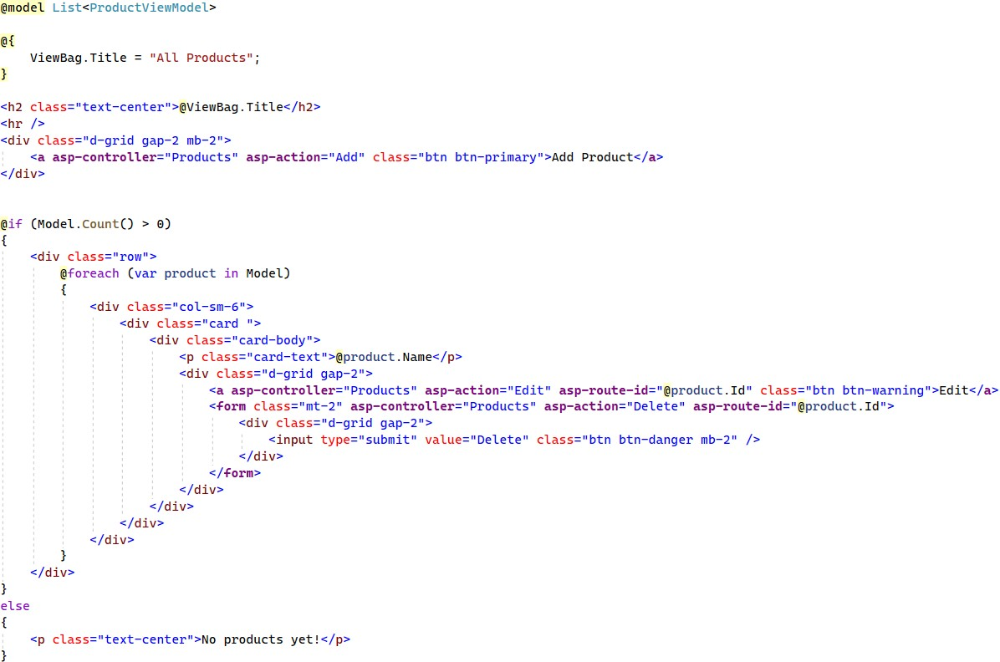 @model List<ProductViewModel>

@{
    ViewBag.Title = "All Products";
}

<h2 class="text-center">@ViewBag.Title</h2>
<hr />
<div class="d-grid gap-2 mb-2">
    <a asp-controller="Products" asp-action="Add" class="btn btn-primary">Add Product</a>
</div>


@if (Model.Count() > 0)
{
    <div class="row">
        @foreach (var product in Model)
        {
            <div class="col-sm-6">
                <div class="card ">
                    <div class="card-body">
                        <p class="card-text">@product.Name</p>
                        <div class="d-grid gap-2">
                            <a asp-controller="Products" asp-action="Edit" asp-route-id="@product.Id" class="btn btn-warning">Edit</a>
                            <form class="mt-2" asp-controller="Products" asp-action="Delete" asp-route-id="@product.Id">
                                <div class="d-grid gap-2">
                                    <input type="submit" value="Delete" class="btn btn-danger mb-2" />
                                </div>
                            </form>
                        </div>
                    </div>
                </div>
            </div>
        }
    </div>
}
else
{
    <p class="text-center">No products yet!</p>
}